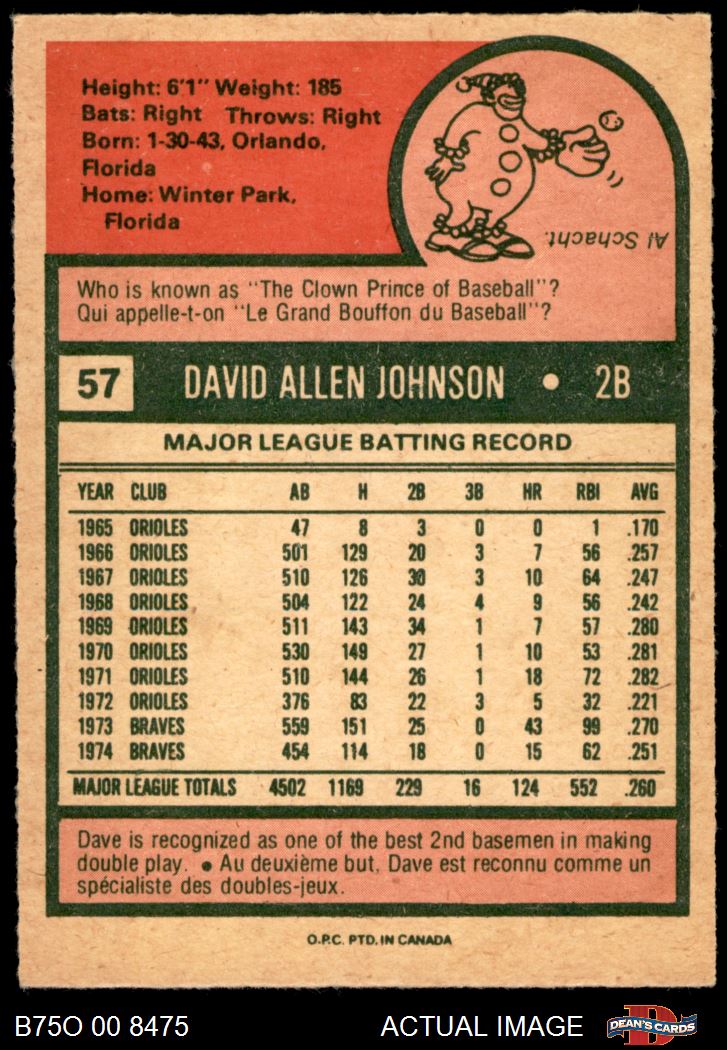 Height: 6'1" Weight: 185
Bats: Right Throws: Right
Born: 1-30-43, Orlando,
Florida
Home: Winter Park,
Florida
Al Schacht.
Who is known as "The Clown Prince of Baseball"?
Qui appelle-t-on "Le Grand Bouffon du Baseball"?
57 DAVID ALLEN JOHNSON • 2B
MAJOR LEAGUE BATTING RECORD
YEAR CLUB AB H 2B 3B HR RBI AVG
1965 ORIOLES 47 8 3 0 0 1 .170
1966 ORIOLES 501 129 20 3 7 56 .257
1967 ORIOLES 510 126 30 3 10 64 .247
1968 ORIOLES 504 122 24 4 9 56 .242
1969 ORIOLES 511 143 34 1 7 57 .280
1970 ORIOLES 530 149 27 1 10 53 .281
1971 ORIOLES 510 144 26 1 18 72 .282
1972 ORIOLES 376 83 22 3 5 32 .221
1973 BRAVES 559 151 25 0 43 99 .270
1974 BRAVES 454 114 18 0 15 62 .251
MAJOR LEAGUE TOTALS 4502 1169 229 16 124 552 .260
Dave is recognized as one of the best 2nd basemen in making
double play. • Au deuxième but, Dave est reconnu comme un
spécialiste des doubles-jeux.
O.P.C. PTD. IN CANADA
B75O 00 8475 ACTUAL IMAGE D DEAN'S CARDS